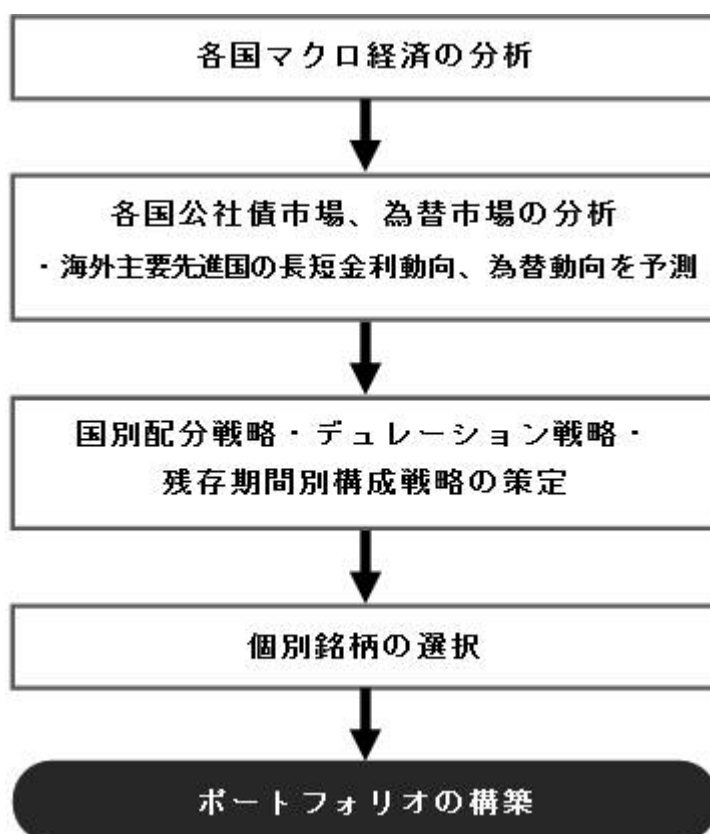 各国マクロ経済の分析
各国公社債市場、為替市場の分析
・海外主要先進国の長短金利動向、為替動向を予測
国別配分戦略・デュレーション戦略・
残存期間別構成戦略の策定
個別銘柄の選択
ポートフォリオの構築